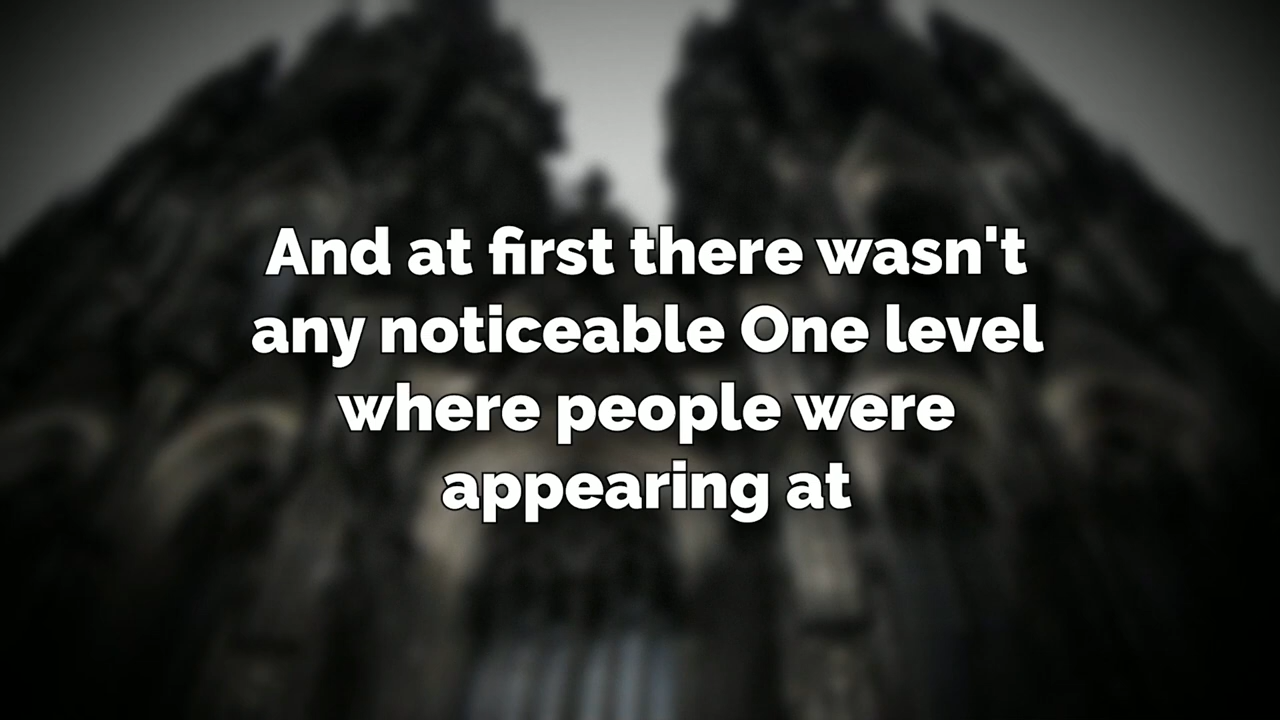 And at first there wasn't
any noticeable One level
where people were
appearing at